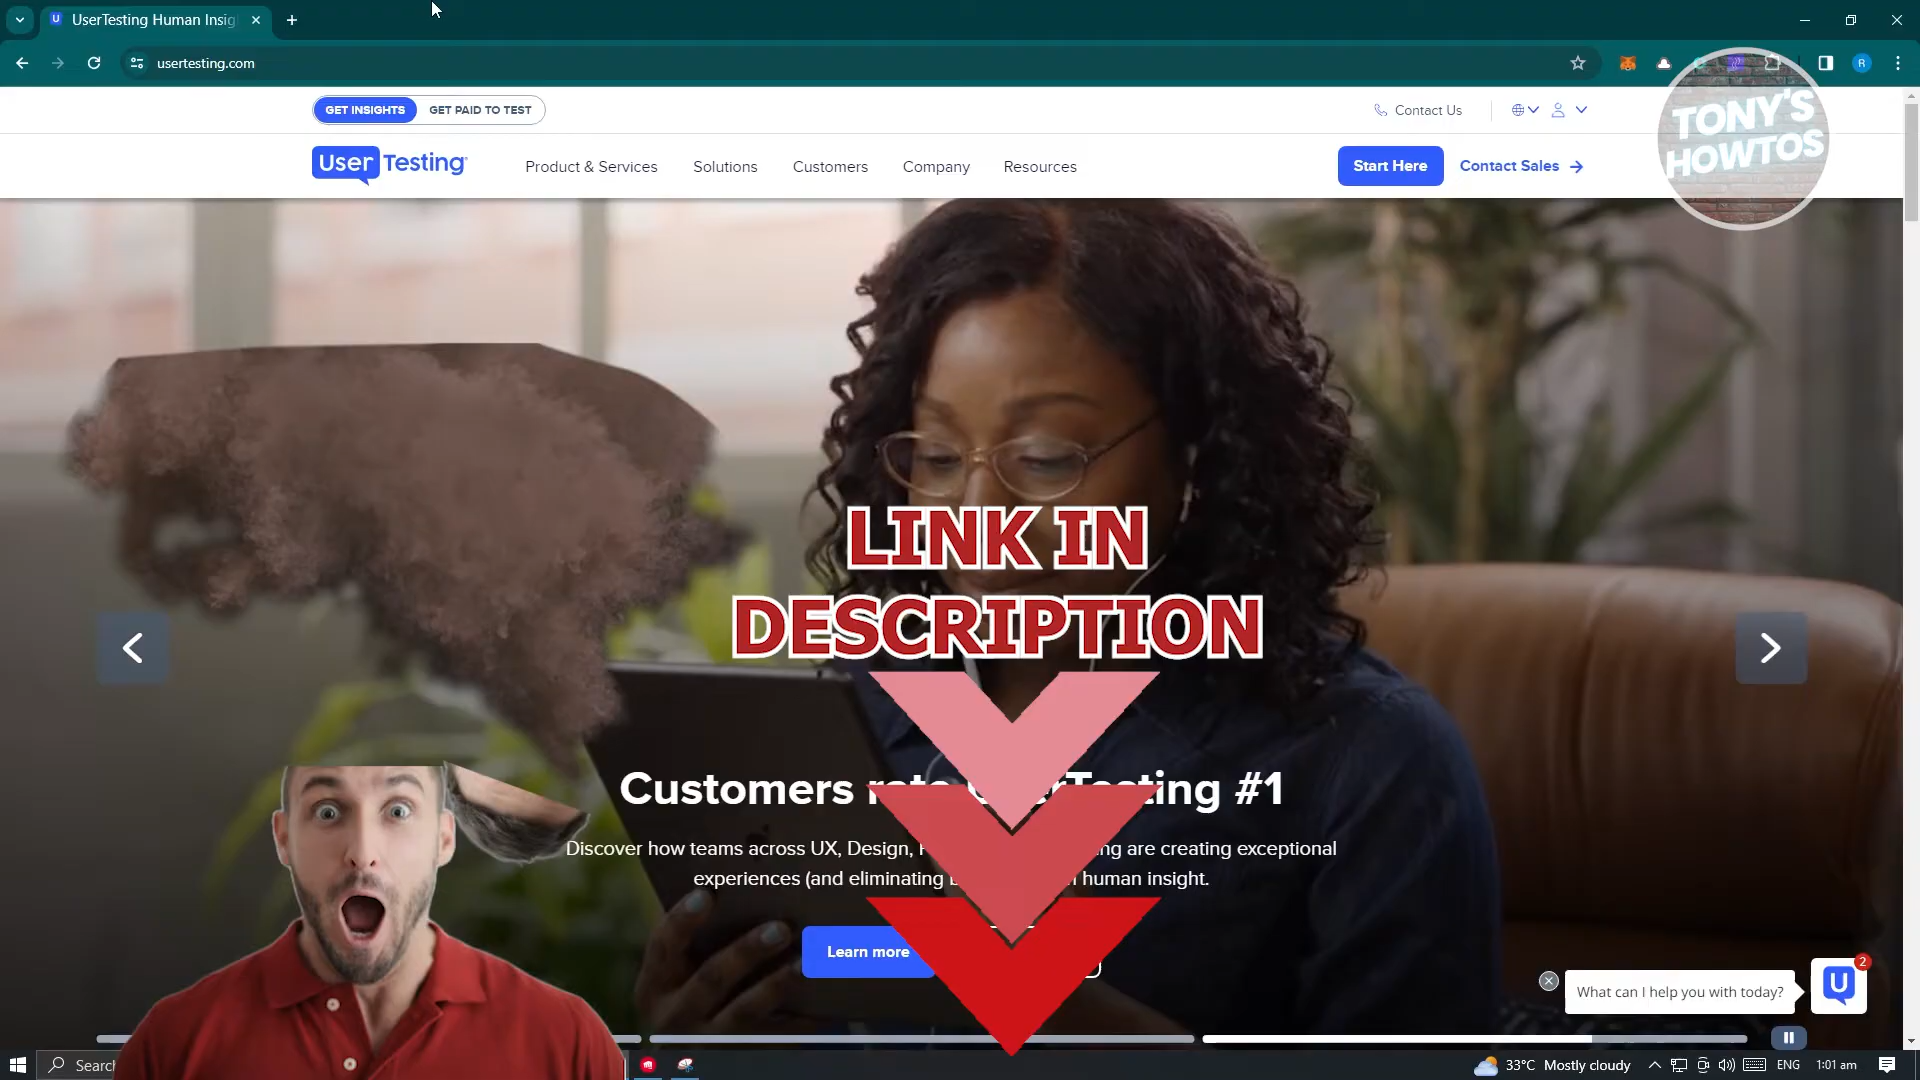 UserTesting Human Insig
usertesting.com
R
GET INSIGHTS
GET PAID TO TEST
Contact Us
TONY'S
HOWTOS
UserTesting
Product & Services
Solutions
Customers
Company
Resources
Start Here
Contact Sales
LINK IN
DESCRIPTION
Customers rate UserTesting #1
Discover how teams across UX, Design, ng are creating exceptional
experiences (and eliminating human insight.
Learn more
What can I help you with today?
U
2
Search
33°C Mostly cloudy
ENG
1:01 am